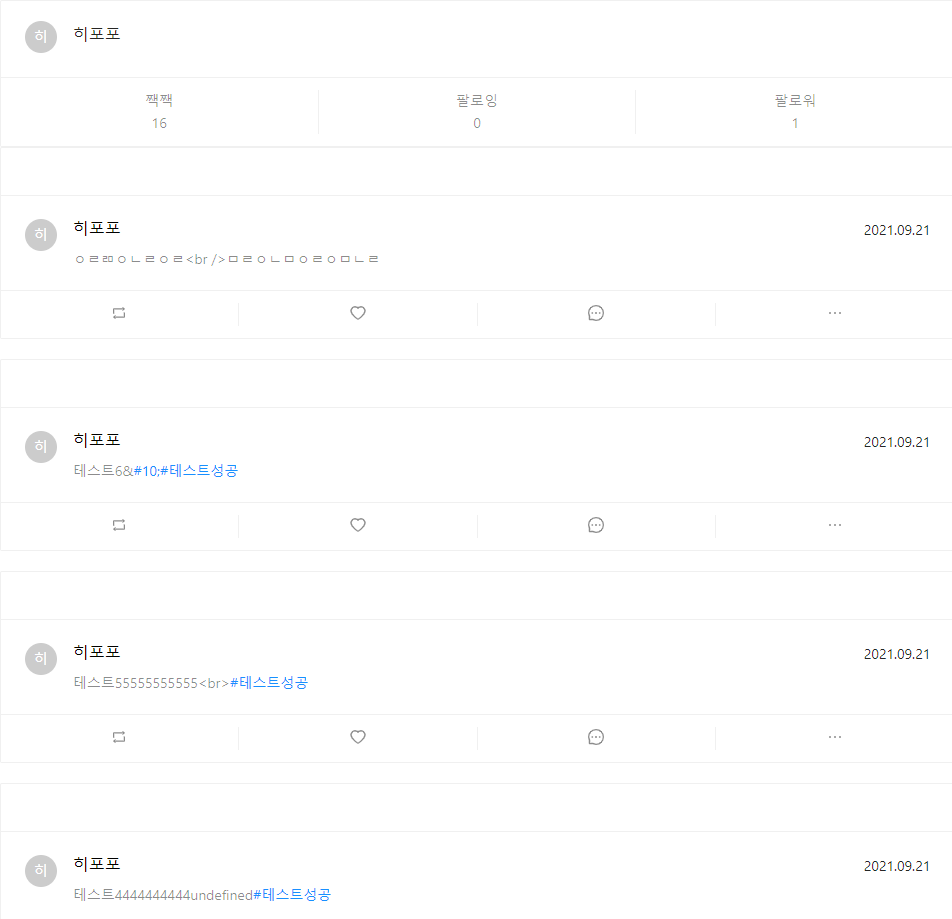 히
히포포
짹짹
팔로잉
팔로워
16
0
1
히
히포포
2021.09.21
ㅇㄹㄻㅇㄴㄹㅇㄹ<br />ㅁㄹㅇㄴㅁㅇㄹㅇㅁㄴㄹ
히
히포포
2021.09.21
테스트6&#10;#테스트성공
히
히포포
2021.09.21
테스트55555555555<br>#테스트성공
히
히포포
2021.09.21
테스트4444444444undefined#테스트성공